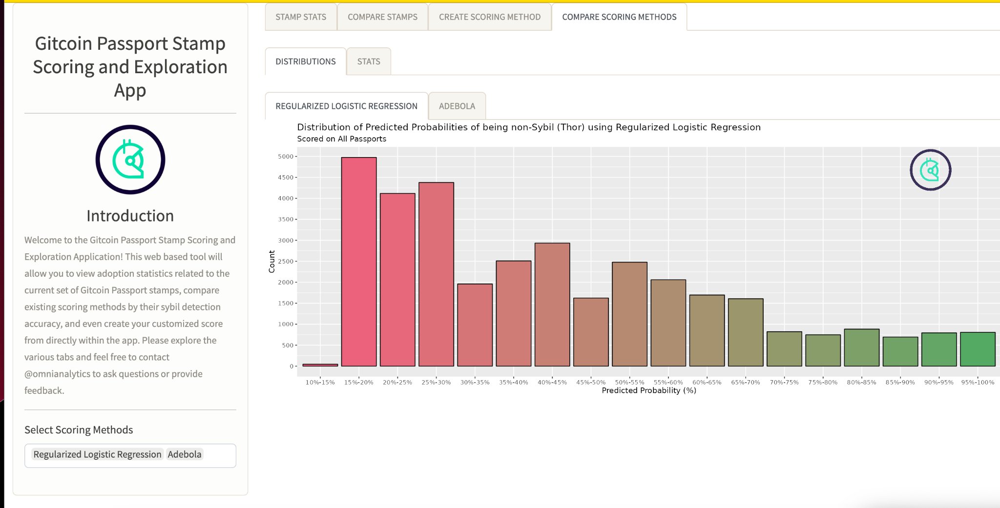 Gitcoin Passport Stamp
Scoring and Exploration
App
Introduction
Welcome to the Gitcoin Passport Stamp Scoring and
Exploration Application! This web based tool will
allow you to view adoption statistics related to the
current set of Gitcoin Passport stamps, compare
existing scoring methods by their sybil detection
accuracy, and even create your customized score
from directly within the app. Please explore the
various tabs and feel free to contact
@omnianalytics to ask questions or provide
feedback.
Select Scoring Methods
Regularized Logistic Regression Adebola
STAMP STATS COMPARE STAMPS CREATE SCORING METHOD COMPARE SCORING METHODS
DISTRIBUTIONS STATS
REGULARIZED LOGISTIC REGRESSION ADEBOLA
Distribution of Predicted Probabilities of being non-Sybil (Thor) using Regularized Logistic Regression
Scored on All Passports
5000
4500
4000
3500
3000
2500
2000
1500
1000
500
0
Count
10%-15% 15%-20% 20%-25% 25%-30% 30%-35% 35%-40% 40%-45% 45%-50% 50%-55% 55%-60% 60%-65% 65%-70% 70%-75% 75%-80% 80%-85% 85%-90% 90%-95% 95%-100%
Predicted Probability (%)